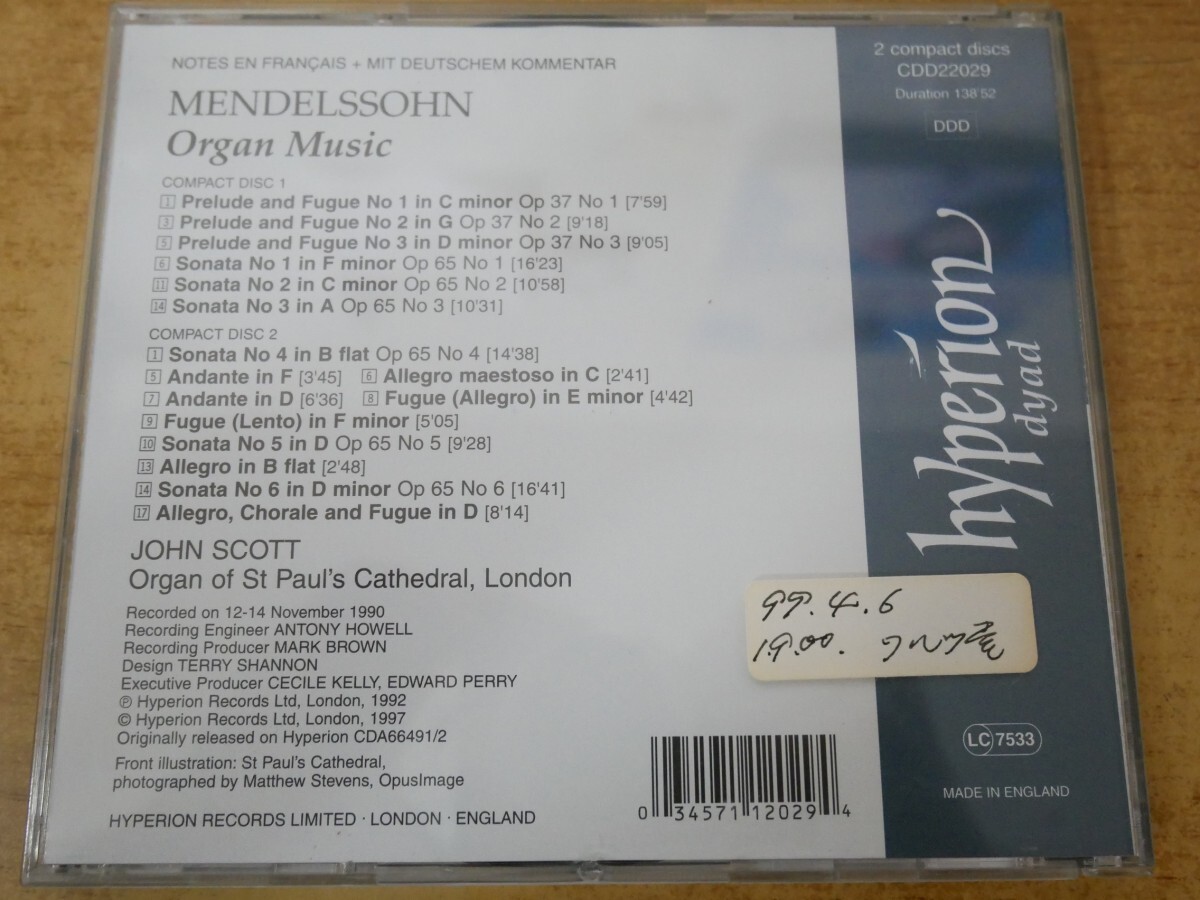 NOTES EN FRANÇAIS + MIT DEUTSCHEM KOMMENTAR
MENDELSSOHN
Organ Music
COMPACT DISC 1
1 Prelude and Fugue No 1 in C minor Op 37 No 1 [7'59]
3 Prelude and Fugue No 2 in G Op 37 No 2 [9'18]
5 Prelude and Fugue No 3 in D minor Op 37 No 3 [9'05]
6 Sonata No 1 in F minor Op 65 No 1 [16'23]
11 Sonata No 2 in C minor Op 65 No 2 [10'58]
14 Sonata No 3 in A Op 65 No 3 [10'31]
COMPACT DISC 2
1 Sonata No 4 in B flat Op 65 No 4 [14'38]
5 Andante in F [3'45] 6 Allegro maestoso in C [2'41]
7 Andante in D [6'36] 8 Fugue (Allegro) in E minor [4'42]
9 Fugue (Lento) in F minor [5'05]
10 Sonata No 5 in D Op 65 No 5 [9'28]
13 Allegro in B flat [2'48]
14 Sonata No 6 in D minor Op 65 No 6 [16'41]
17 Allegro, Chorale and Fugue in D [8'14]
JOHN SCOTT
Organ of St Paul's Cathedral, London
Recorded on 12-14 November 1990
Recording Engineer ANTONY HOWELL
Recording Producer MARK BROWN
Design TERRY SHANNON
Executive Producer CECILE KELLY, EDWARD PERRY
℗ Hyperion Records Ltd, London, 1992
© Hyperion Records Ltd, London, 1997
Originally released on Hyperion CDA66491/2
Front illustration: St Paul's Cathedral,
photographed by Matthew Stevens, OpusImage
HYPERION RECORDS LIMITED · LONDON · ENGLAND
0 34571 12029 4
2 compact discs
CDD22029
Duration 138'52
DDD
hyperion
dyad
99.4.6
19.00.
LC 7533
MADE IN ENGLAND